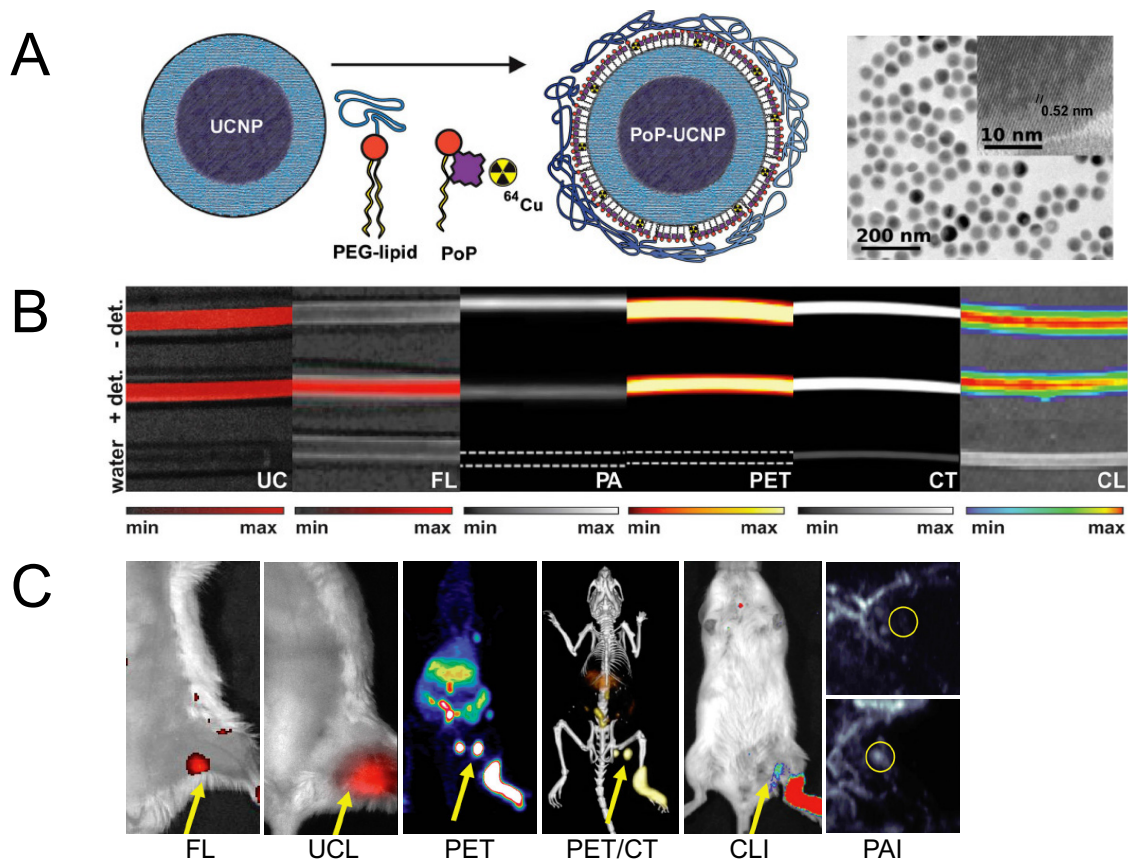 A
UCNP
PEG-lipid
PoP
64Cu
PoP-UCNP
0.52 nm
10 nm
200 nm
B
- det.
+ det.
water
UC
FL
PA
PET
CT
CL
min max
min max
min max
min max
min max
min max
C
FL
UCL
PET
PET/CT
CLI
PAI